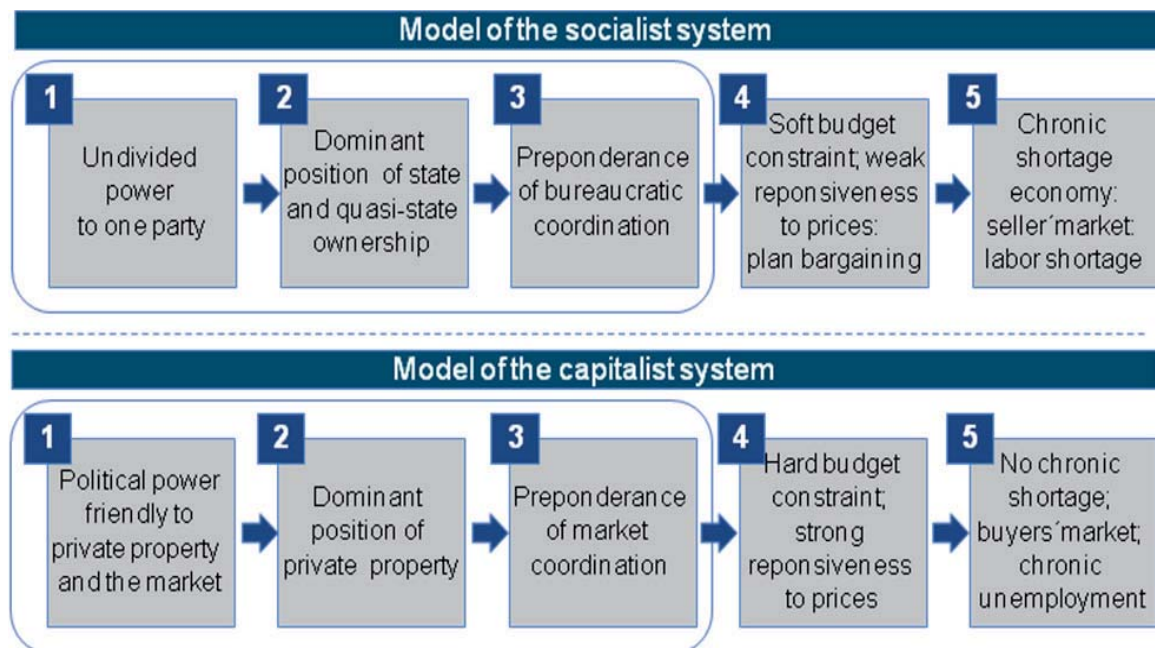 Model of the socialist system
1
Undivided
power
to one party
2
Dominant
position of state
and quasi-state
ownership
3
Preponderance
of bureaucratic
coordination
4
Soft budget
constraint; weak
reponsiveness
to prices:
plan bargaining
5
Chronic
shortage
economy:
seller´market:
labor shortage
Model of the capitalist system
1
Political power
friendly to
private property
and the market
2
Dominant
position of
private property
3
Preponderance
of market
coordination
4
Hard budget
constraint;
strong
reponsiveness
to prices
5
No chronic
shortage;
buyers´market;
chronic
unemployment